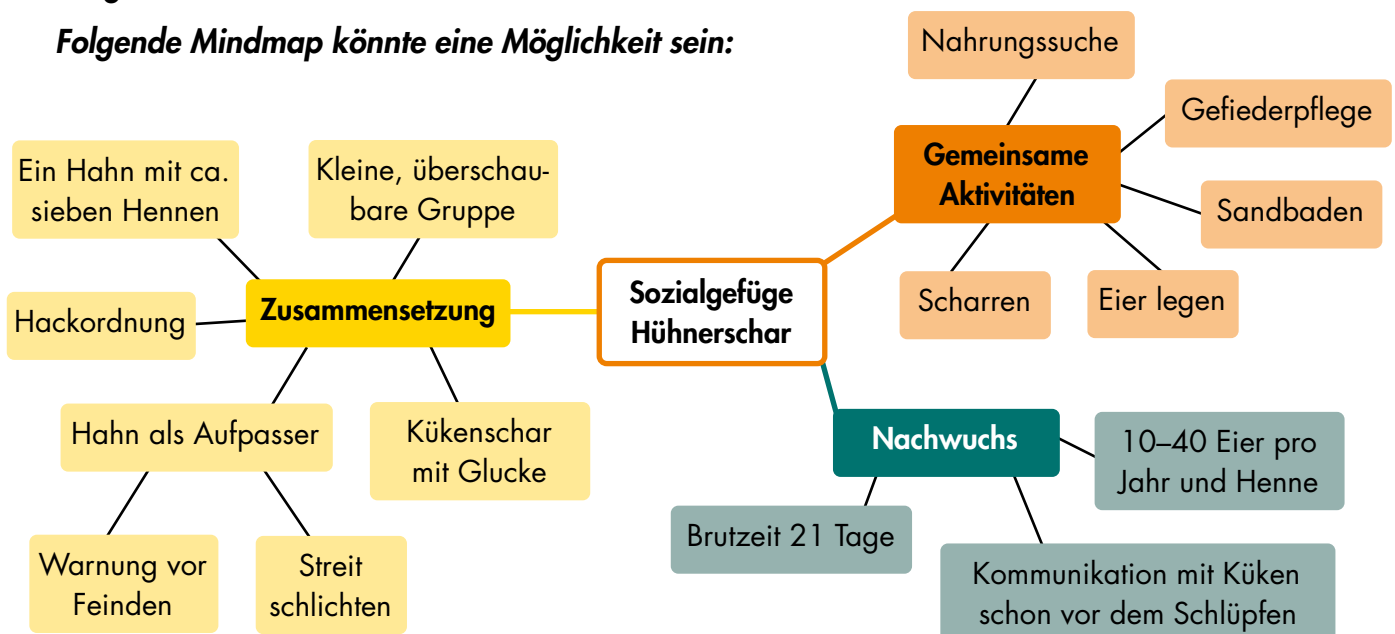 Folgende Mindmap könnte eine Möglichkeit sein:
Nahrungssuche
Gefiederpflege
Gemeinsame
Aktivitäten
Sandbaden
Scharren
Eier legen
Ein Hahn mit ca.
sieben Hennen
Kleine, überschau-
bare Gruppe
Hackordnung
Zusammensetzung
Sozialgefüge
Hühnerschar
Hahn als Aufpasser
Kükenschar
mit Glucke
Warnung vor
Feinden
Streit
schlichten
Nachwuchs
10–40 Eier pro
Jahr und Henne
Brutzeit 21 Tage
Kommunikation mit Küken
schon vor dem Schlüpfen